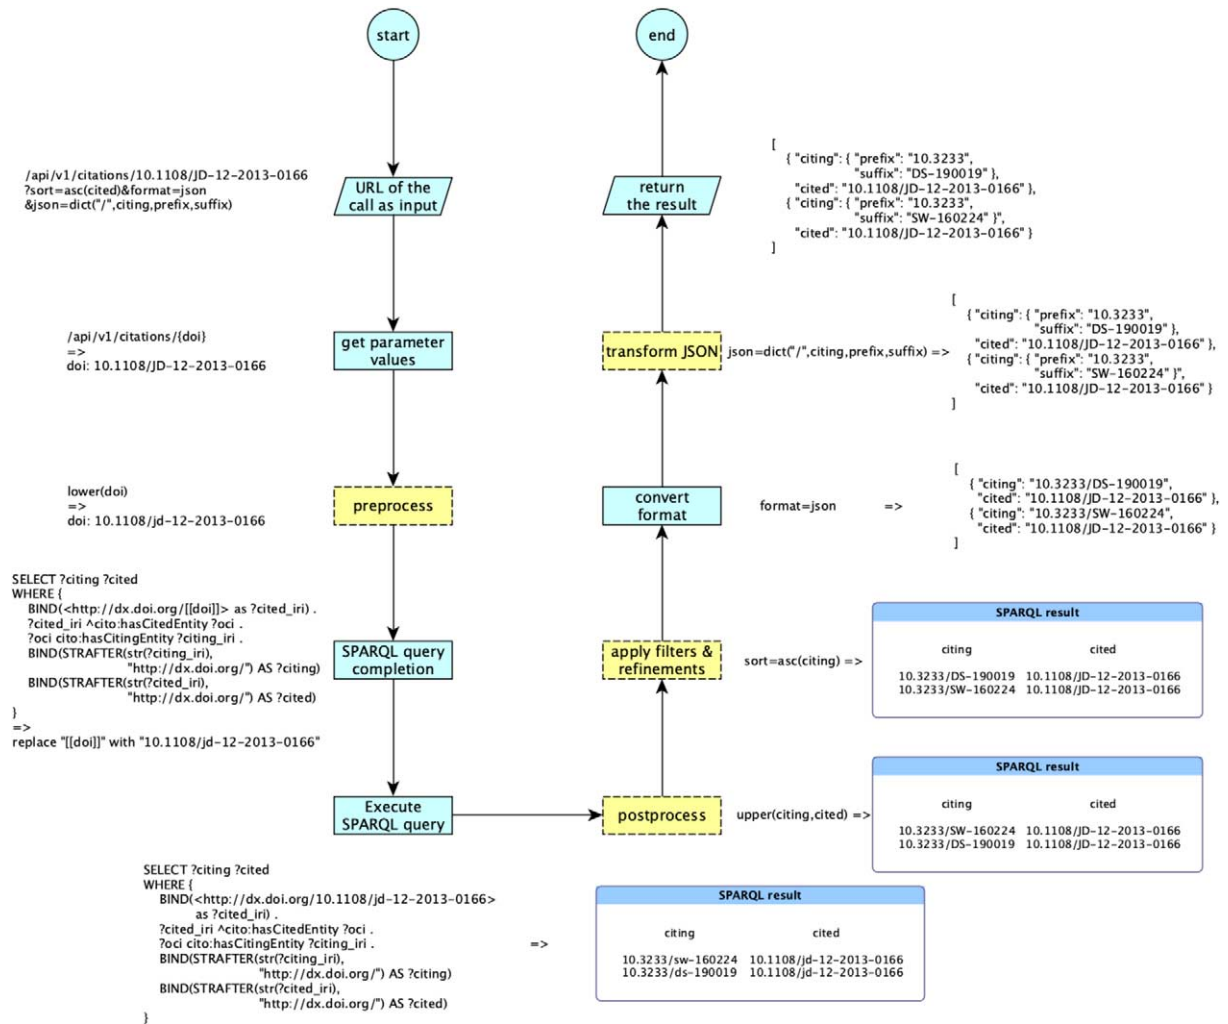 start
/api/v1/citations/10.1108/JD-12-2013-0166
?sort=asc(cited)&format=json
&json=dict("/",citing,prefix,suffix)
URL of the
call as input
/api/v1/citations/{doi}
=>
doi: 10.1108/JD-12-2013-0166
get parameter
values
lower(doi)
=>
doi: 10.1108/jd-12-2013-0166
preprocess
SELECT ?citing ?cited
WHERE {
BIND(<http://dx.doi.org/[[doi]]> as ?cited_iri) .
?cited_iri ^cito:hasCitedEntity ?oci .
?oci cito:hasCitingEntity ?citing_iri .
BIND(STRAFTER(str(?citing_iri),
"http://dx.doi.org/") AS ?citing)
BIND(STRAFTER(str(?cited_iri),
"http://dx.doi.org/") AS ?cited)
}
=>
replace "[[doi]]" with "10.1108/jd-12-2013-0166"
SPARQL query
completion
Execute
SPARQL query
SELECT ?citing ?cited
WHERE {
BIND(<http://dx.doi.org/10.1108/jd-12-2013-0166>
as ?cited_iri) .
?cited_iri ^cito:hasCitedEntity ?oci .
?oci cito:hasCitingEntity ?citing_iri .
BIND(STRAFTER(str(?citing_iri),
"http://dx.doi.org/") AS ?citing)
BIND(STRAFTER(str(?cited_iri),
"http://dx.doi.org/") AS ?cited)
}
=>
SPARQL result
citing cited
10.3233/sw-160224 10.1108/jd-12-2013-0166
10.3233/ds-190019 10.1108/jd-12-2013-0166
postprocess
upper(citing,cited) =>
SPARQL result
citing cited
10.3233/SW-160224 10.1108/JD-12-2013-0166
10.3233/DS-190019 10.1108/JD-12-2013-0166
apply filters &
refinements
sort=asc(citing) =>
SPARQL result
citing cited
10.3233/DS-190019 10.1108/JD-12-2013-0166
10.3233/SW-160224 10.1108/JD-12-2013-0166
convert
format
format=json =>
[
{ "citing": "10.3233/DS-190019",
"cited": "10.1108/JD-12-2013-0166" },
{ "citing": "10.3233/SW-160224",
"cited": "10.1108/JD-12-2013-0166" }
]
transform JSON
json=dict("/",citing,prefix,suffix) =>
[
{ "citing": { "prefix": "10.3233",
"suffix": "DS-190019" },
"cited": "10.1108/JD-12-2013-0166" },
{ "citing": { "prefix": "10.3233",
"suffix": "SW-160224" }",
"cited": "10.1108/JD-12-2013-0166" }
]
return
the result
[
{ "citing": { "prefix": "10.3233",
"suffix": "DS-190019" },
"cited": "10.1108/JD-12-2013-0166" },
{ "citing": { "prefix": "10.3233",
"suffix": "SW-160224" }",
"cited": "10.1108/JD-12-2013-0166" }
]
end